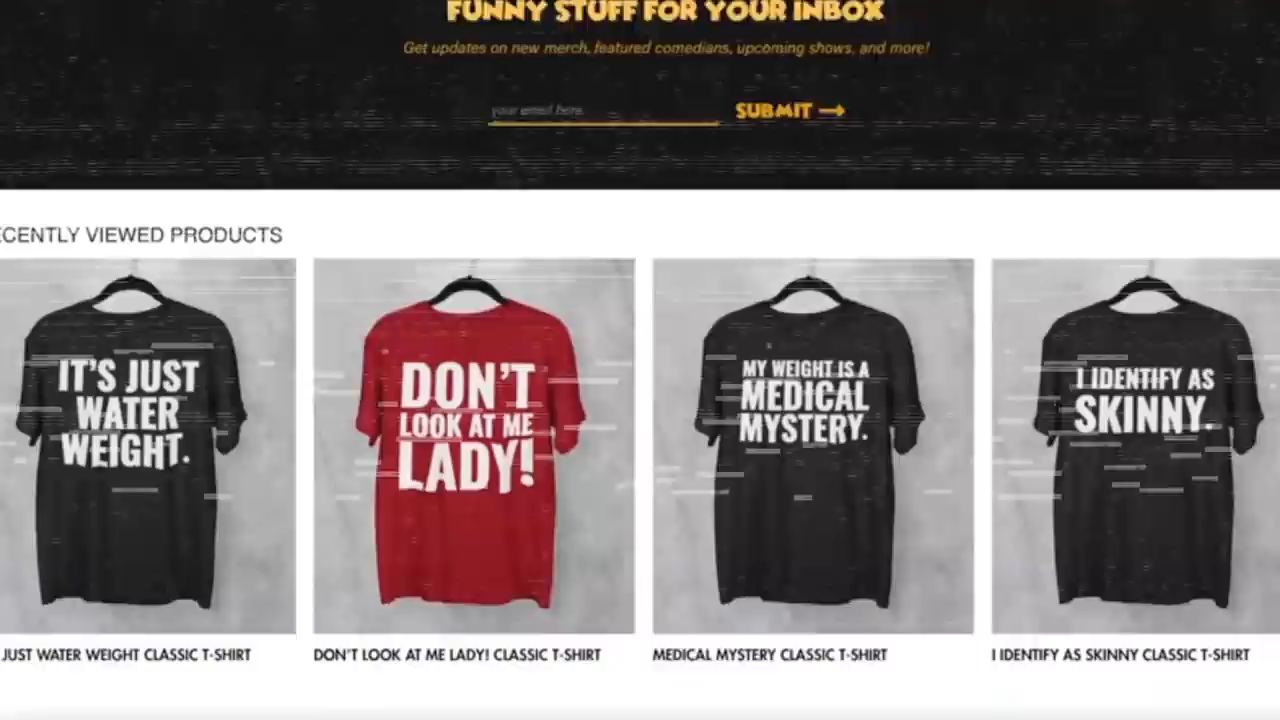 FUNNY STUFF FOR YOUR INBOX
Get updates on new merch, featured comedians, upcoming shows, and more!
your email here
SUBMIT
ECENTLY VIEWED PRODUCTS
IT'S JUST
WATER
WEIGHT.
DON'T
LOOK AT ME
LADY!
MY WEIGHT IS A
MEDICAL
MYSTERY.
I IDENTIFY AS
SKINNY.
JUST WATER WEIGHT CLASSIC T-SHIRT
DON'T LOOK AT ME LADY! CLASSIC T-SHIRT
MEDICAL MYSTERY CLASSIC T-SHIRT
I IDENTIFY AS SKINNY CLASSIC T-SHIRT